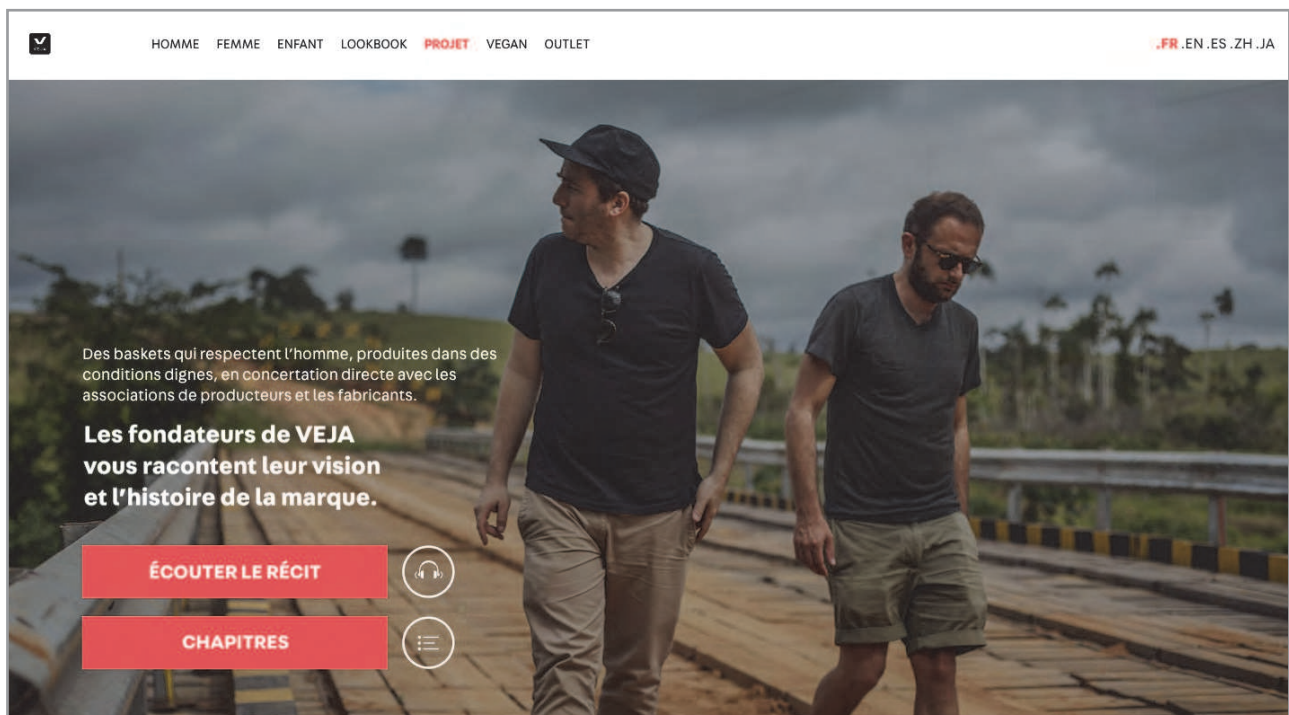 HOMME FEMME ENFANT LOOKBOOK PROJET VEGAN OUTLET
.FR .EN .ES .ZH .JA
Des baskets qui respectent l'homme, produites dans des
conditions dignes, en concertation directe avec les
associations de producteurs et les fabricants.
Les fondateurs de VEJA
vous racontent leur vision
et l'histoire de la marque.
ÉCOUTER LE RÉCIT
CHAPITRES